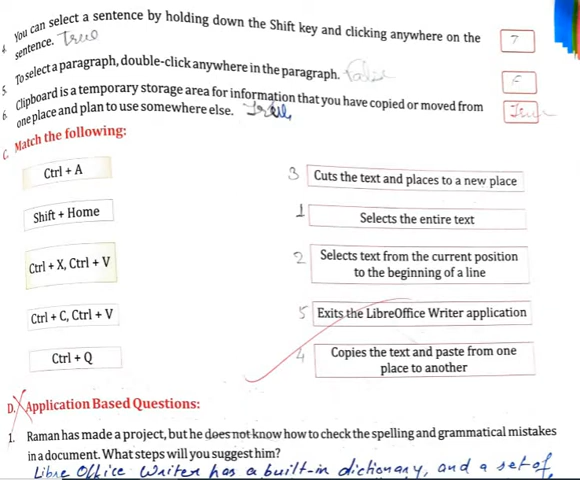 4. You can select a sentence by holding down the Shift key and clicking anywhere on the
sentence. True
5. To select a paragraph, double-click anywhere in the paragraph. False
F
6. Clipboard is a temporary storage area for information that you have copied or moved from
one place and plan to use somewhere else. True
True
C. Match the following:
Ctrl + A
3 Cuts the text and places to a new place
Shift + Home
1 Selects the entire text
Ctrl + X, Ctrl + V
2 Selects text from the current position
to the beginning of a line
Ctrl + C, Ctrl + V
5 Exits the LibreOffice Writer application
Ctrl + Q
4 Copies the text and paste from one
place to another
D. Application Based Questions:
1. Raman has made a project, but he does not know how to check the spelling and grammatical mistakes
in a document. What steps will you suggest him?
Libre Office Writer has a built-in dictionary, and a set of